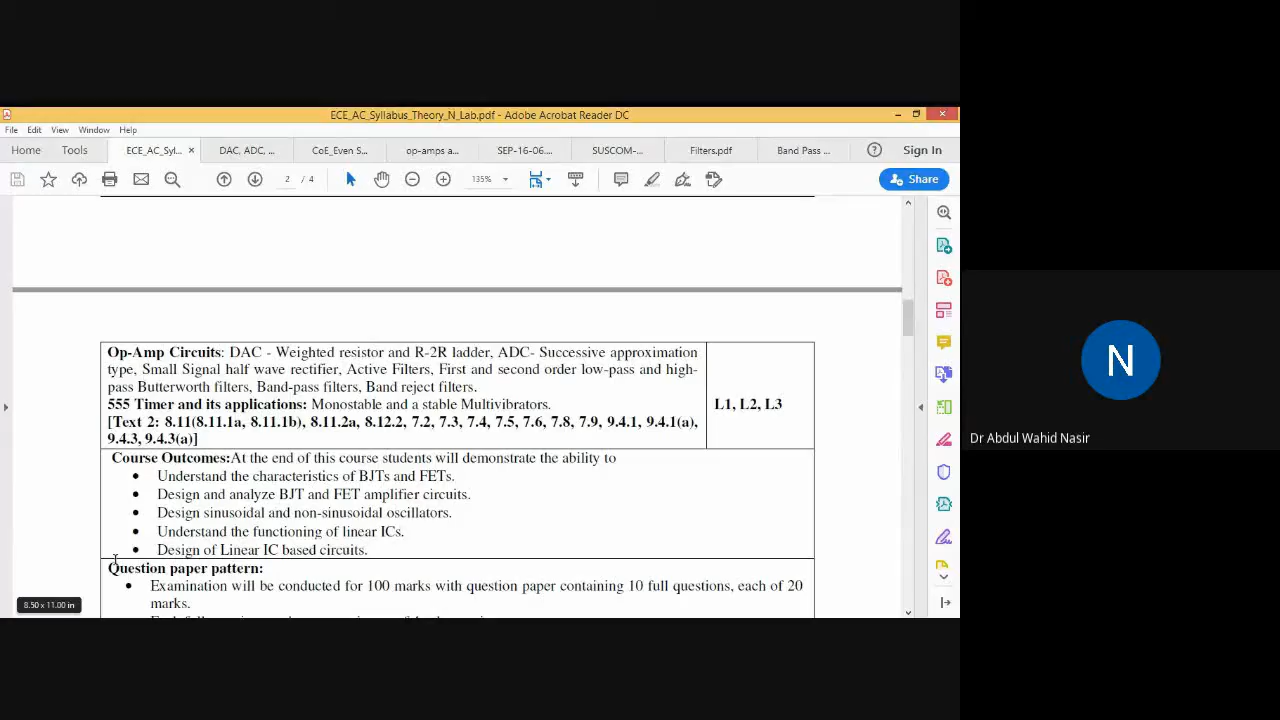 ECE_AC_Syllabus_Theory_N_Lab.pdf - Adobe Acrobat Reader DC
File Edit View Window Help
Home Tools ECE_AC_Syl... × DAC, ADC, ... CoE_Even S... op-amps a... SEP-16-06.... SUSCOM-... Filters.pdf Band Pass ... Sign In
2 / 4 135% Share
Op-Amp Circuits: DAC - Weighted resistor and R-2R ladder, ADC- Successive approximation
type, Small Signal half wave rectifier, Active Filters, First and second order low-pass and high-
pass Butterworth filters, Band-pass filters, Band reject filters.
555 Timer and its applications: Monostable and a stable Multivibrators.
L1, L2, L3
[Text 2: 8.11(8.11.1a, 8.11.1b), 8.11.2a, 8.12.2, 7.2, 7.3, 7.4, 7.5, 7.6, 7.8, 7.9, 9.4.1, 9.4.1(a),
9.4.3, 9.4.3(a)]
Course Outcomes:At the end of this course students will demonstrate the ability to
• Understand the characteristics of BJTs and FETs.
• Design and analyze BJT and FET amplifier circuits.
• Design sinusoidal and non-sinusoidal oscillators.
• Understand the functioning of linear ICs.
• Design of Linear IC based circuits.
Question paper pattern:
• Examination will be conducted for 100 marks with question paper containing 10 full questions, each of 20
marks.
8.50 x 11.00 in
N
Dr Abdul Wahid Nasir